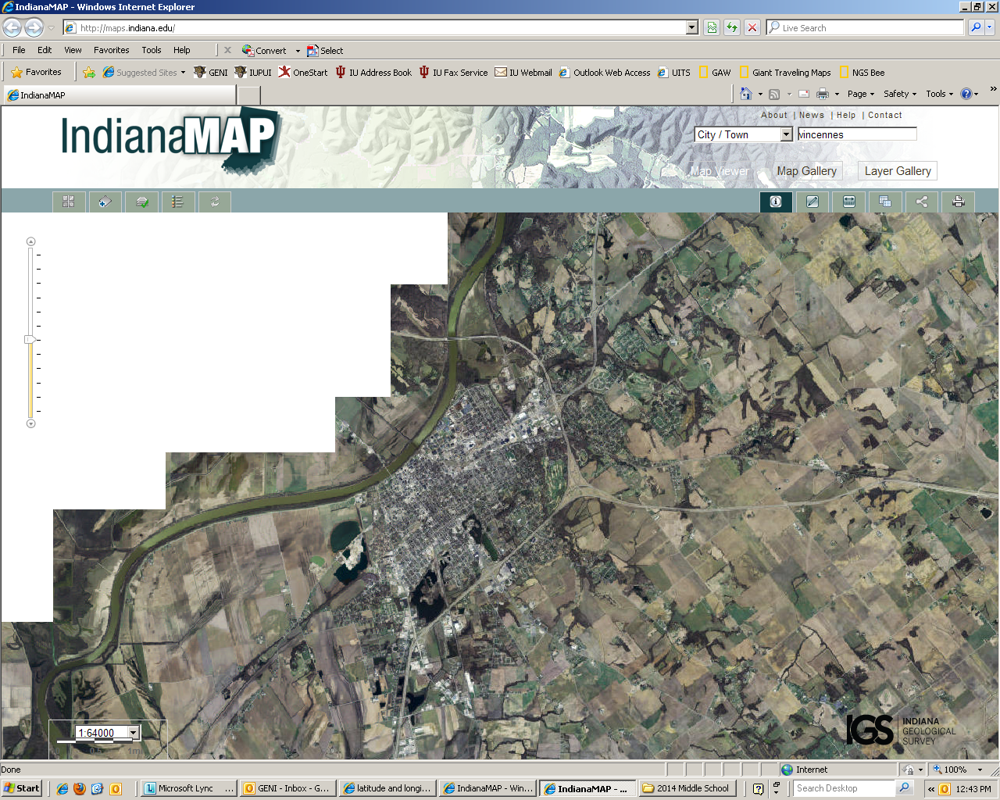 IndianaMAP - Windows Internet Explorer
http://maps.indiana.edu/
Live Search
File Edit View Favorites Tools Help
Convert Select
Favorites Suggested Sites GENI IUPUI OneStart IU Address Book IU Fax Service IU Webmail Outlook Web Access UITS GAW Giant Traveling Maps NGS Bee
IndianaMAP
Page Safety Tools
IndianaMAP
About | News | Help | Contact
City / Town vincennes
Map Viewer Map Gallery Layer Gallery
1:64000
0.5 1mi
IGS INDIANA
GEOLOGICAL
SURVEY
Done Internet 100%
Start Microsoft Lync GENI - Inbox - G... latitude and longi... IndianaMAP - Win... IndianaMAP - ... 2014 Middle School Search Desktop 12:43 PM